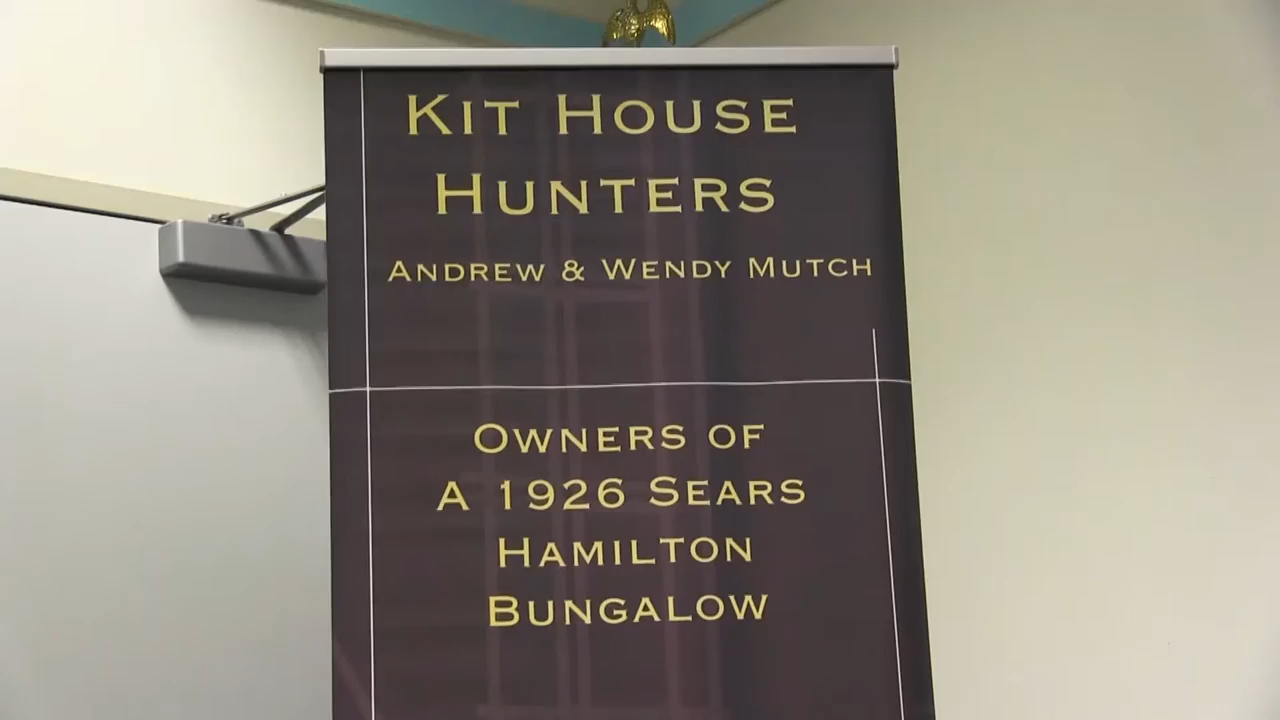 Kit House
Hunters
Andrew & Wendy Mutch
Owners of
a 1926 Sears
Hamilton
Bungalow